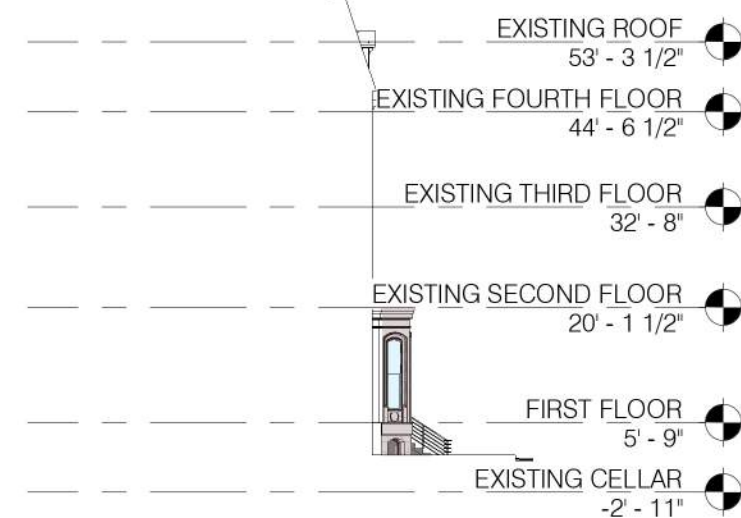 EXISTING ROOF
53' - 3 1/2"
EXISTING FOURTH FLOOR
44' - 6 1/2"
EXISTING THIRD FLOOR
32' - 8"
EXISTING SECOND FLOOR
20' - 1 1/2"
FIRST FLOOR
5' - 9"
EXISTING CELLAR
-2' - 11"